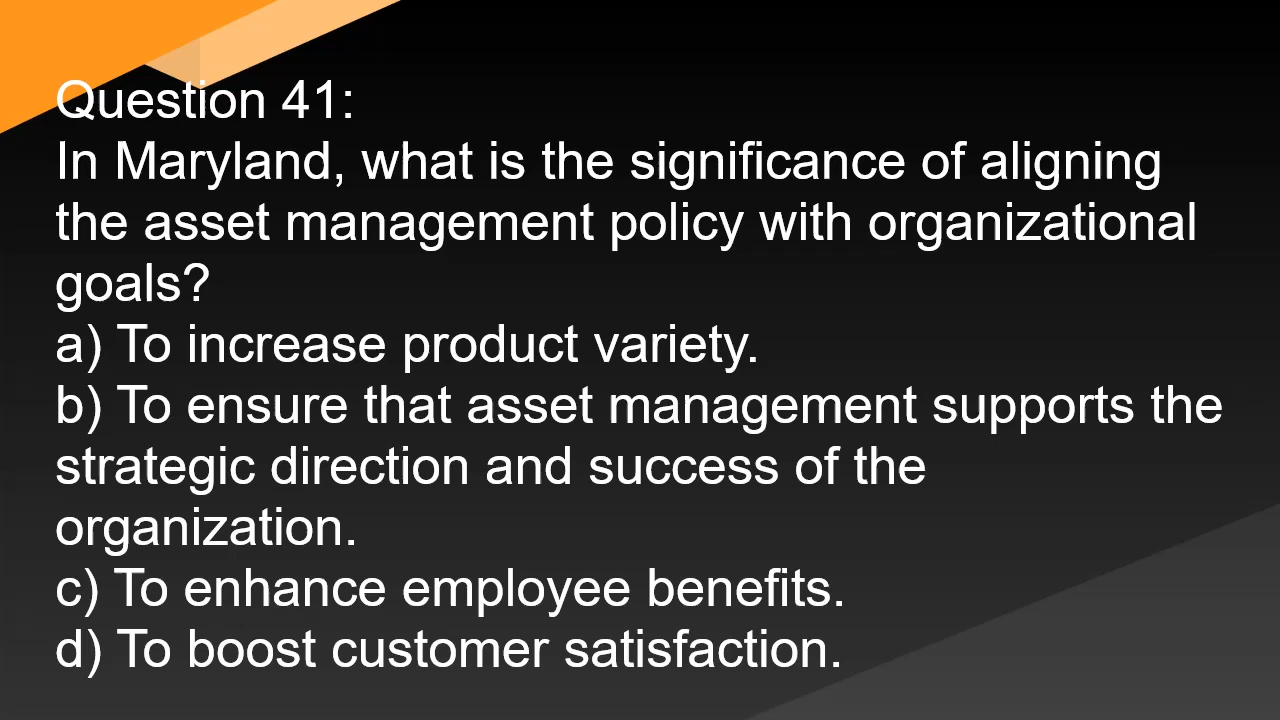 Question 41:
In Maryland, what is the significance of aligning
the asset management policy with organizational
goals?
a) To increase product variety.
b) To ensure that asset management supports the
strategic direction and success of the
organization.
c) To enhance employee benefits.
d) To boost customer satisfaction.